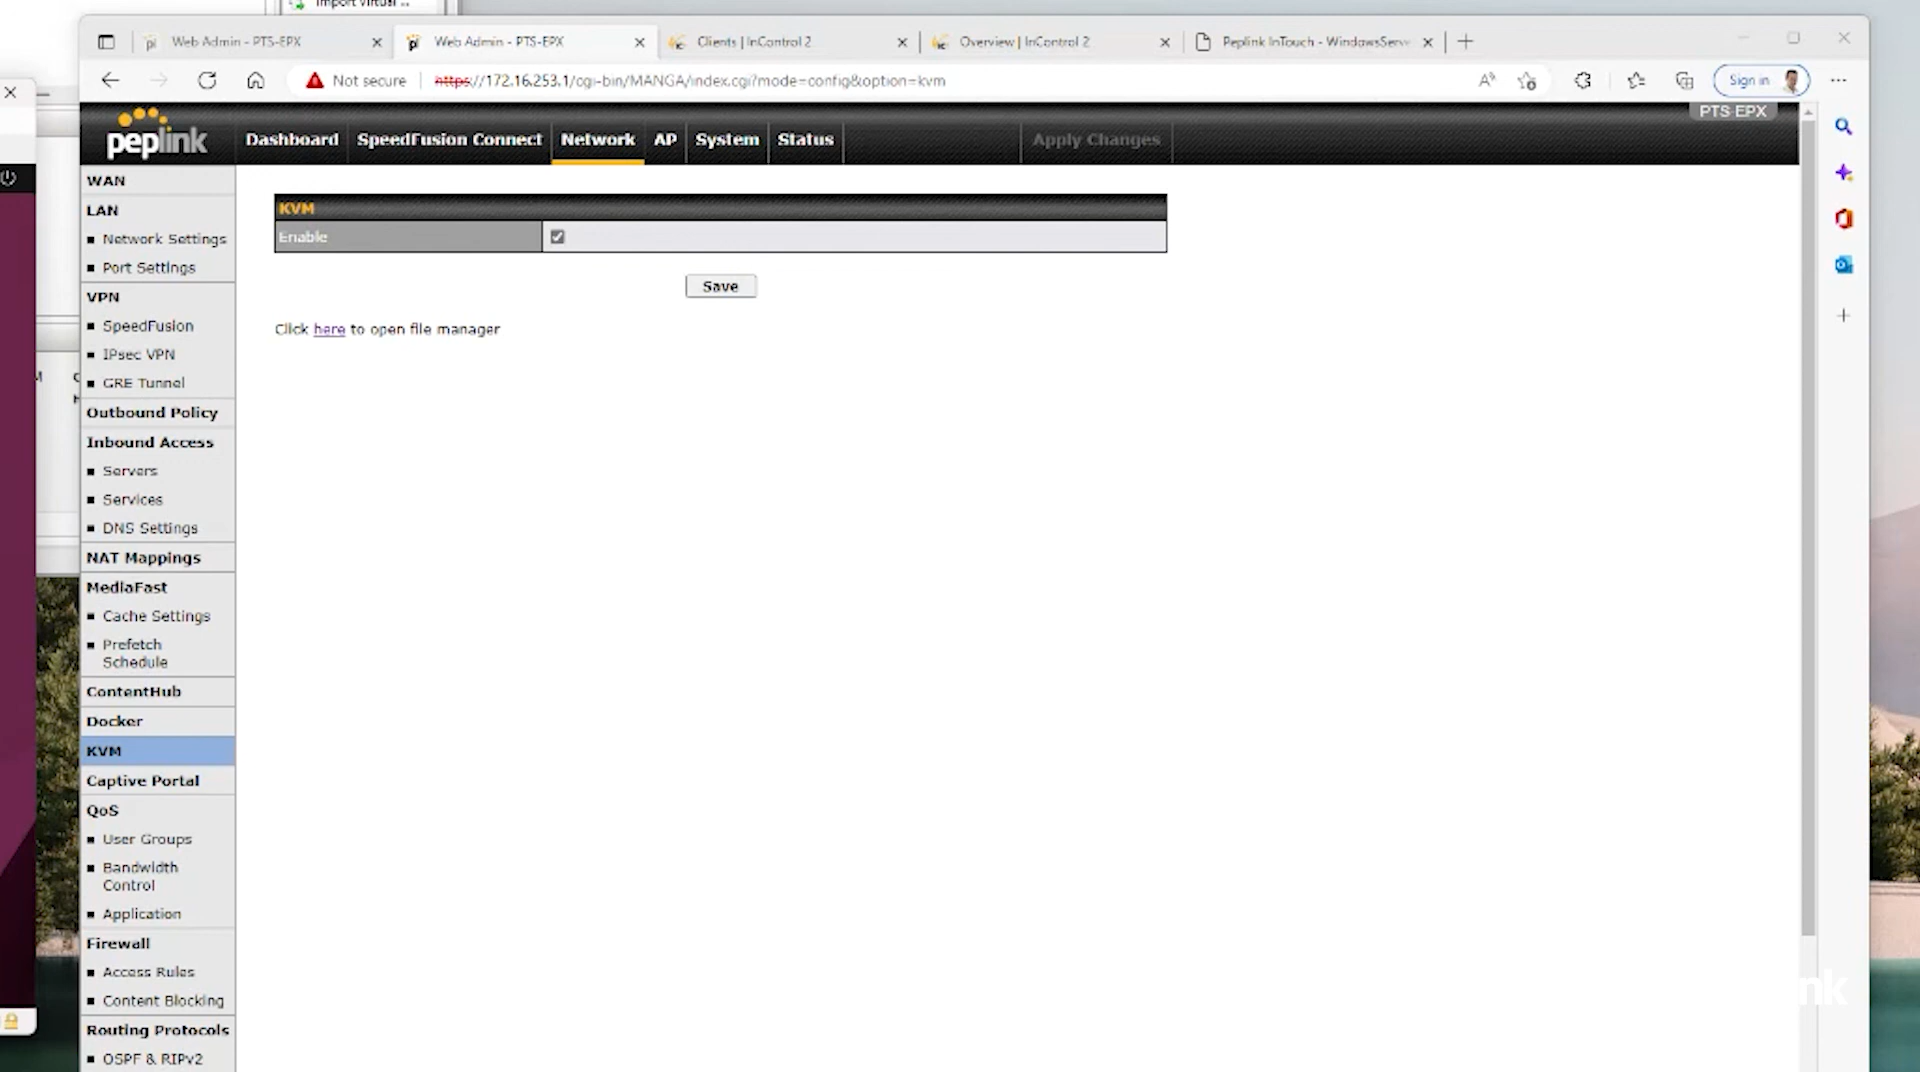 Import Virtual ..
Web Admin - PTS-EPX
Web Admin - PTS-EPX
Clients | InControl 2
Overview | InControl 2
Peplink InTouch - WindowsServe
Not secure
https://172.16.253.1/cgi-bin/MANGA/index.cgi?mode=config&option=kvm
Sign in
PTS-EPX
peplink
Dashboard
SpeedFusion Connect
Network
AP
System
Status
Apply Changes
WAN
LAN
Network Settings
Port Settings
VPN
SpeedFusion
IPsec VPN
GRE Tunnel
Outbound Policy
Inbound Access
Servers
Services
DNS Settings
NAT Mappings
MediaFast
Cache Settings
Prefetch
Schedule
ContentHub
Docker
KVM
Captive Portal
QoS
User Groups
Bandwidth
Control
Application
Firewall
Access Rules
Content Blocking
Routing Protocols
OSPF & RIPv2
KVM
Enable
Save
Click here to open file manager
nk